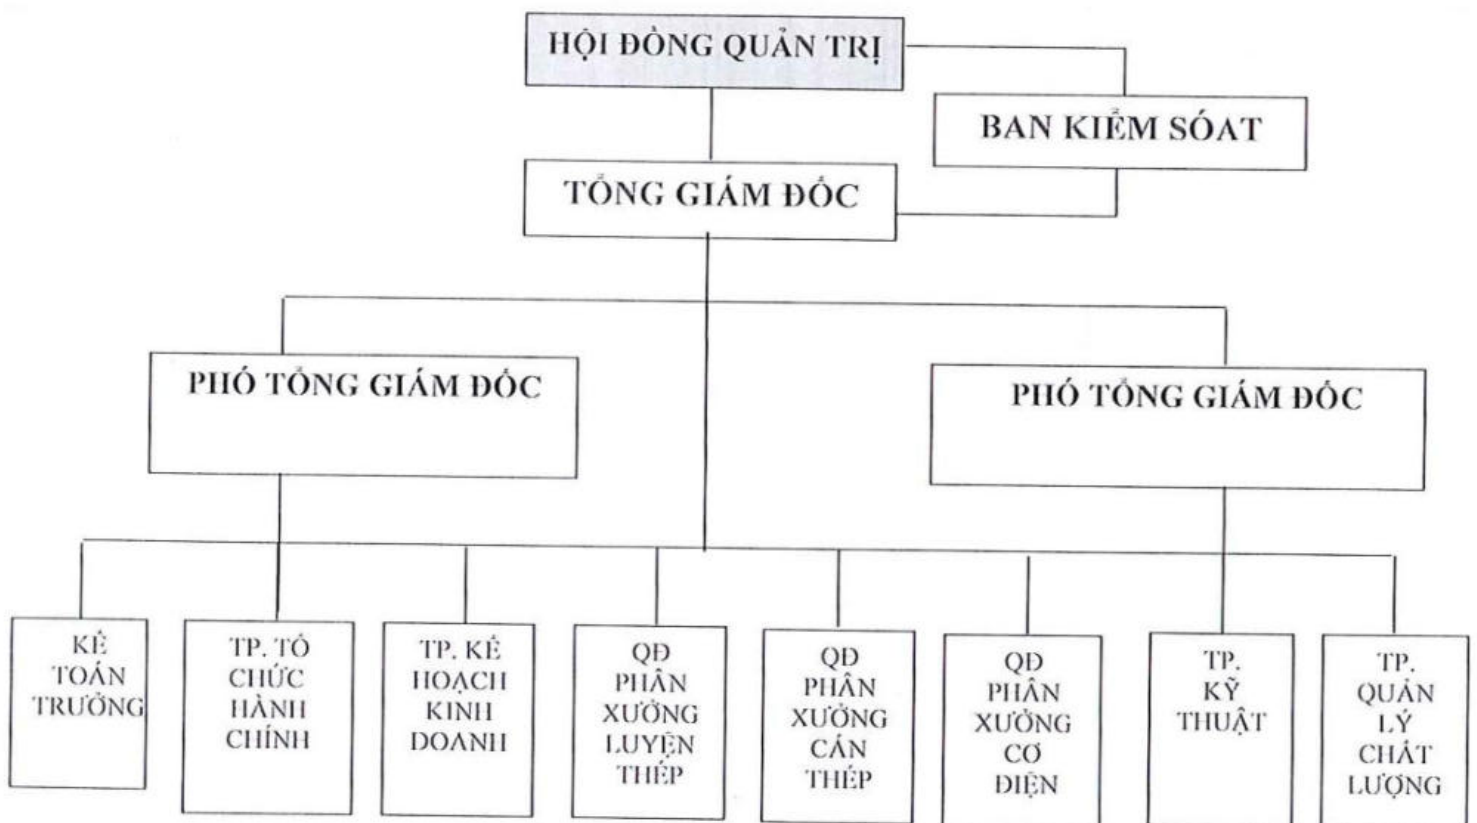 HỘI ĐỒNG QUẢN TRỊ
BAN KIỂM SÓAT
TỔNG GIÁM ĐỐC
PHÓ TỔNG GIÁM ĐỐC
PHÓ TỔNG GIÁM ĐỐC
KẾ
TOÁN
TRƯỞNG
TP. TỔ
CHỨC
HÀNH
CHÍNH
TP. KẾ
HOẠCH
KINH
DOANH
QĐ
PHÂN
XƯỞNG
LUYỆN
THÉP
QĐ
PHÂN
XƯỞNG
CÁN
THÉP
QĐ
PHÂN
XƯỞNG
CƠ
ĐIỆN
TP.
KỸ
THUẬT
TP.
QUẢN
LÝ
CHẤT
LƯỢNG